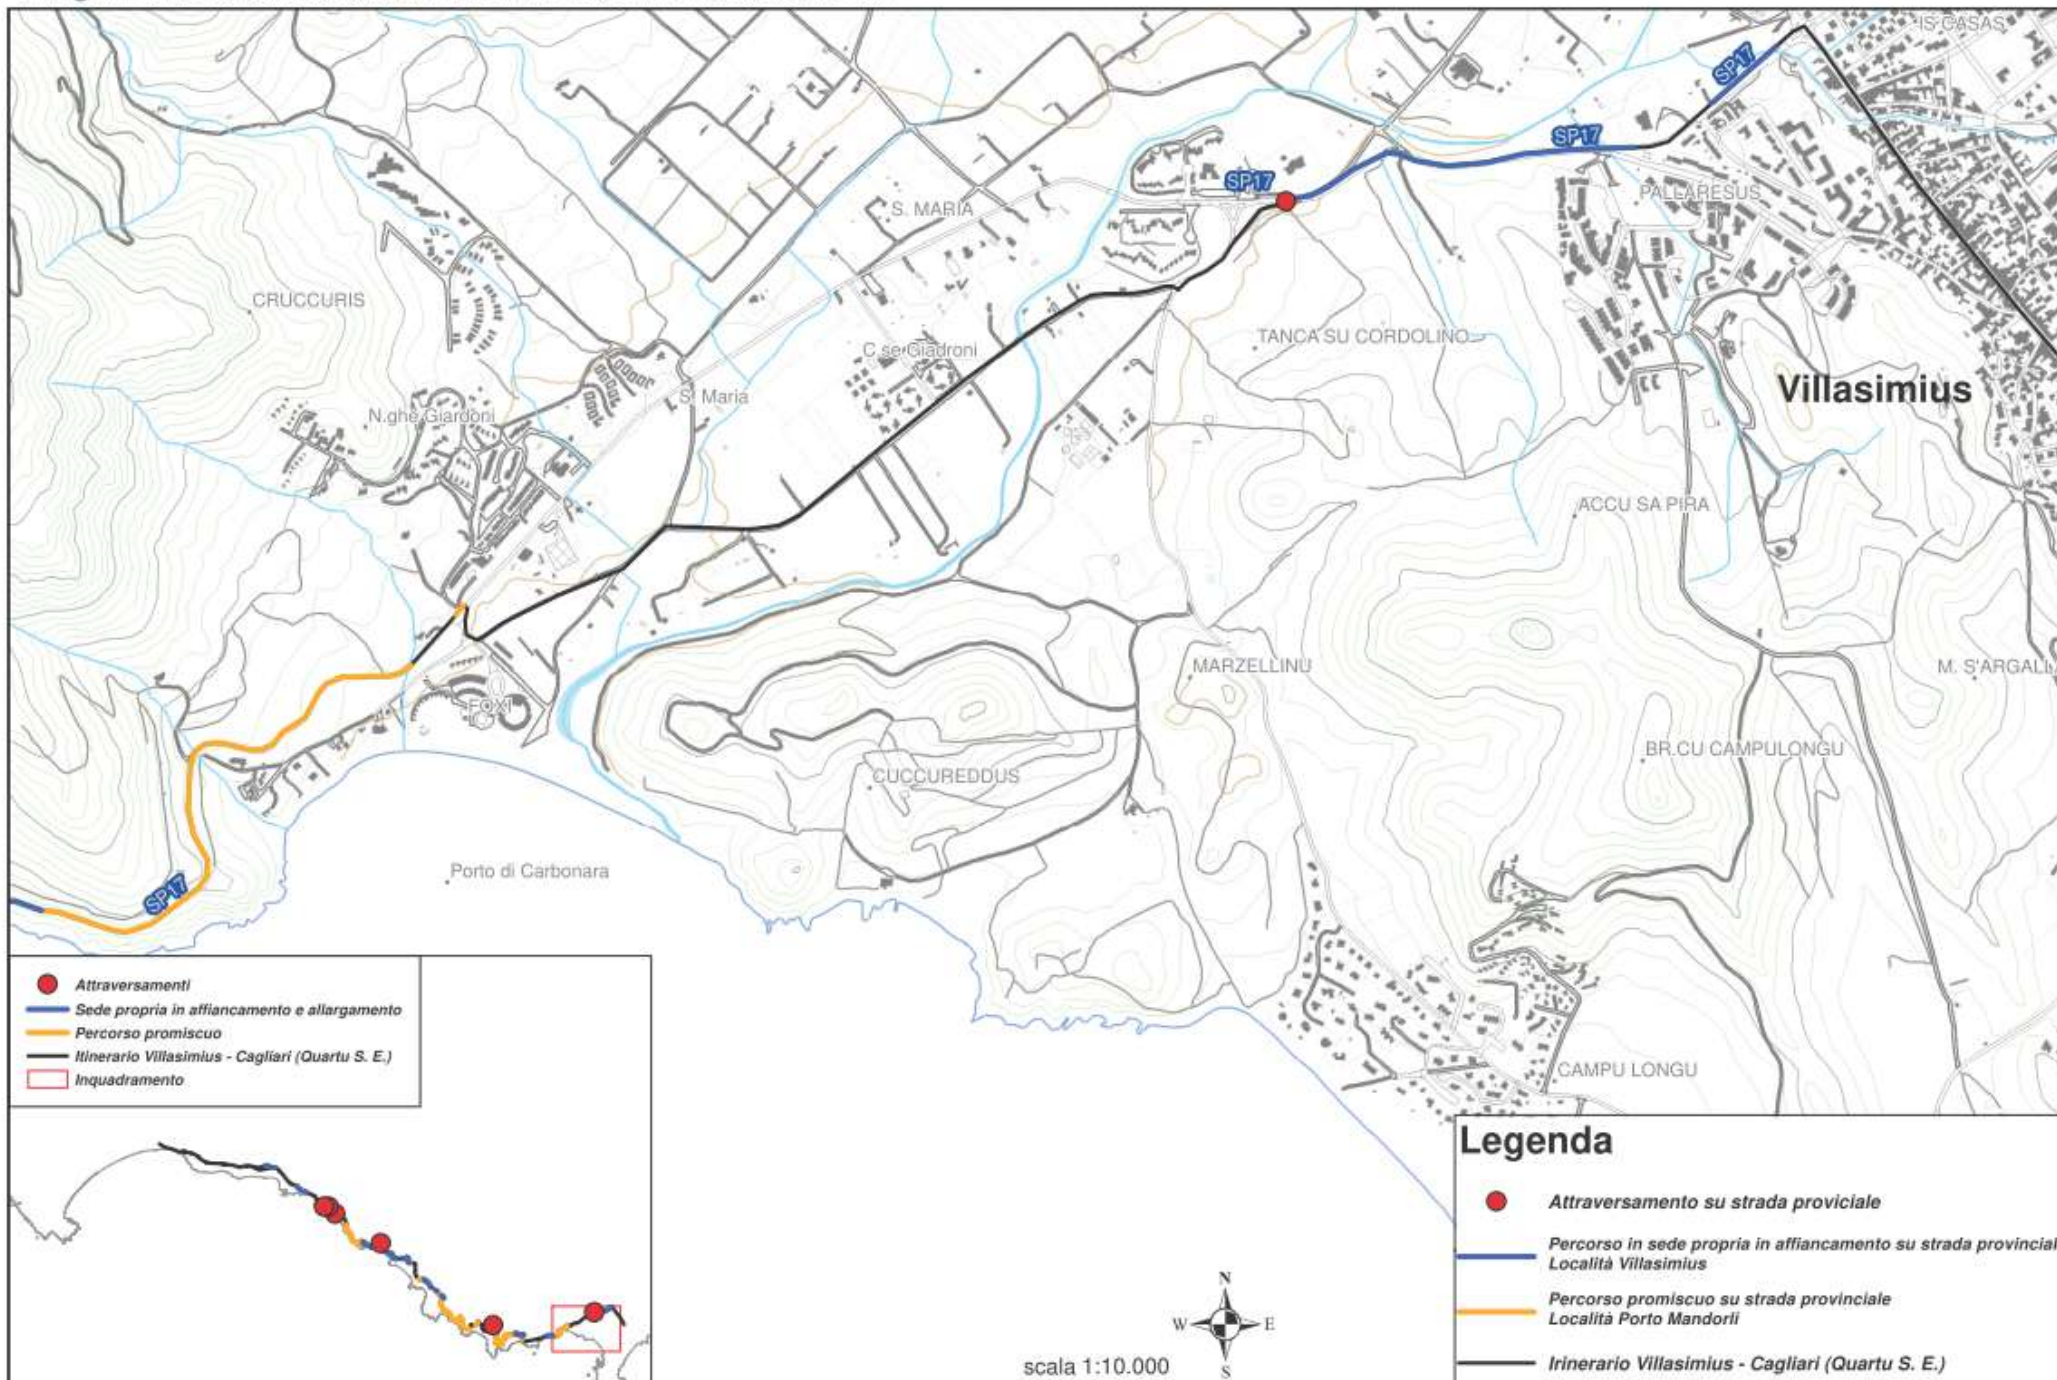 IS CASAS
SP17
SP17
SP17
PALLARESUS
S. MARIA
CRUCCURIS
TANCA SU CORDOLINO
C.se Giadroni
Villasimius
S. Maria
N.ghe Giardoni
ACCU SA PIRA
MARZELLINU
M. S'ARGALL
FOXI
BR.CU CAMPULONGU
CUCCUREDDUS
Porto di Carbonara
SP17
CAMPU LONGU
Attraversamenti
Sede propria in affiancamento e allargamento
Percorso promiscuo
Itinerario Villasimius - Cagliari (Quartu S. E.)
Inquadramento
Legenda
Attraversamento su strada proviciale
Percorso in sede propria in affiancamento su strada provincial
Località Villasimius
Percorso promiscuo su strada provinciale
Località Porto Mandorli
Irinerario Villasimius - Cagliari (Quartu S. E.)
N
W E
S
scala 1:10.000